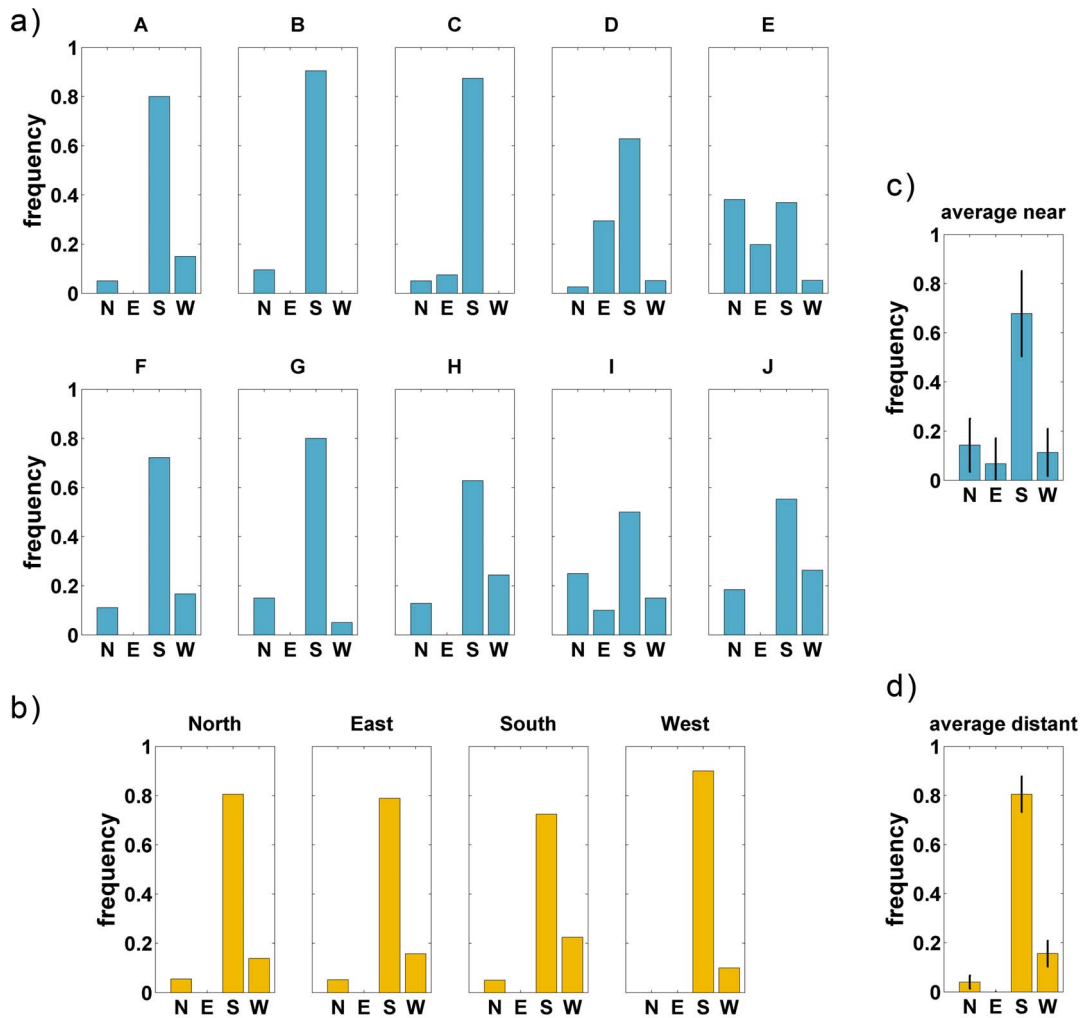 a)
A B C D E
1
0.8
0.6
0.4
0.2
0
frequency
N E S W N E S W N E S W N E S W N E S W
F G H I J
1
0.8
0.6
0.4
0.2
0
frequency
N E S W N E S W N E S W N E S W N E S W
b)
North East South West
1
0.8
0.6
0.4
0.2
0
frequency
N E S W N E S W N E S W N E S W
c)
average near
1
0.8
0.6
0.4
0.2
0
frequency
N E S W
d)
average distant
1
0.8
0.6
0.4
0.2
0
frequency
N E S W